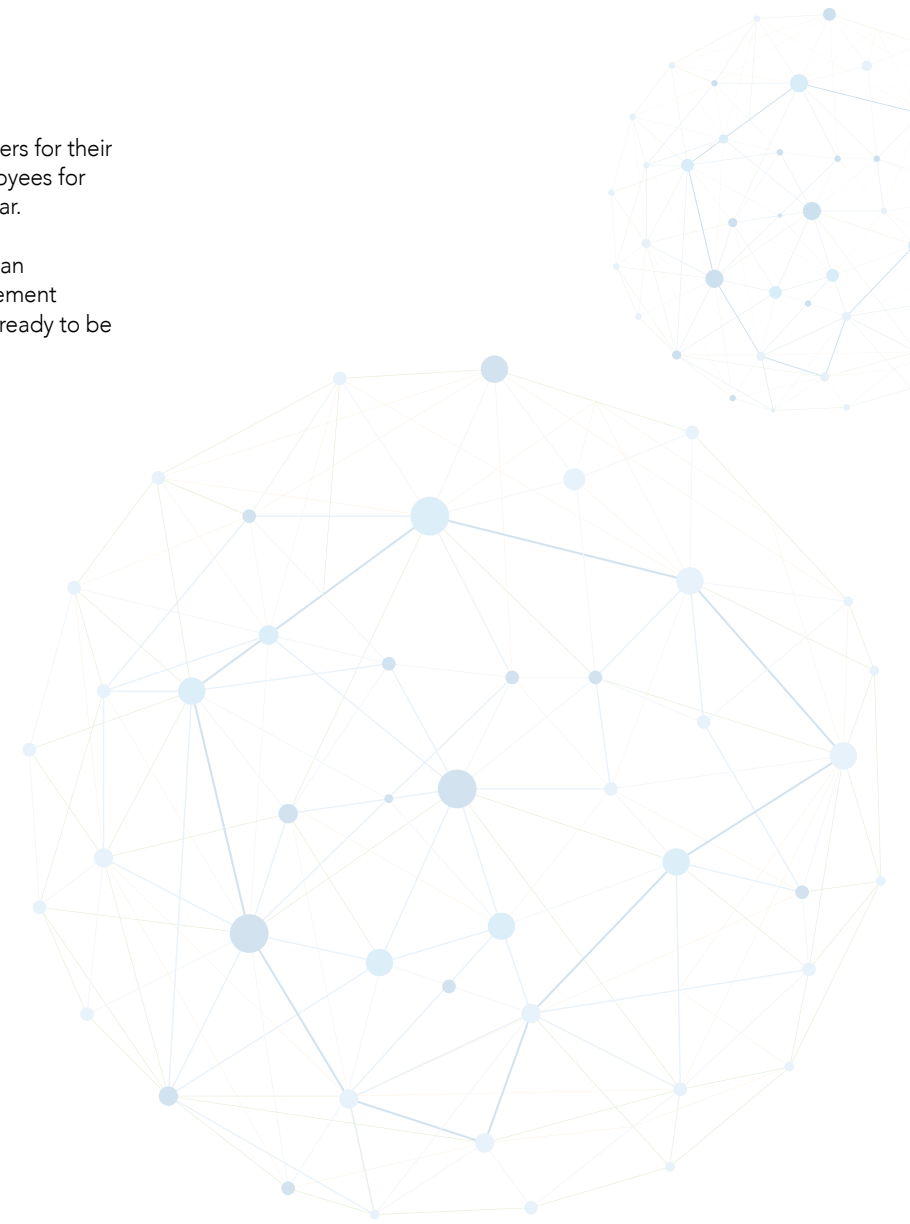 ers for their
oyees for
ar.
an
ement
ready to be